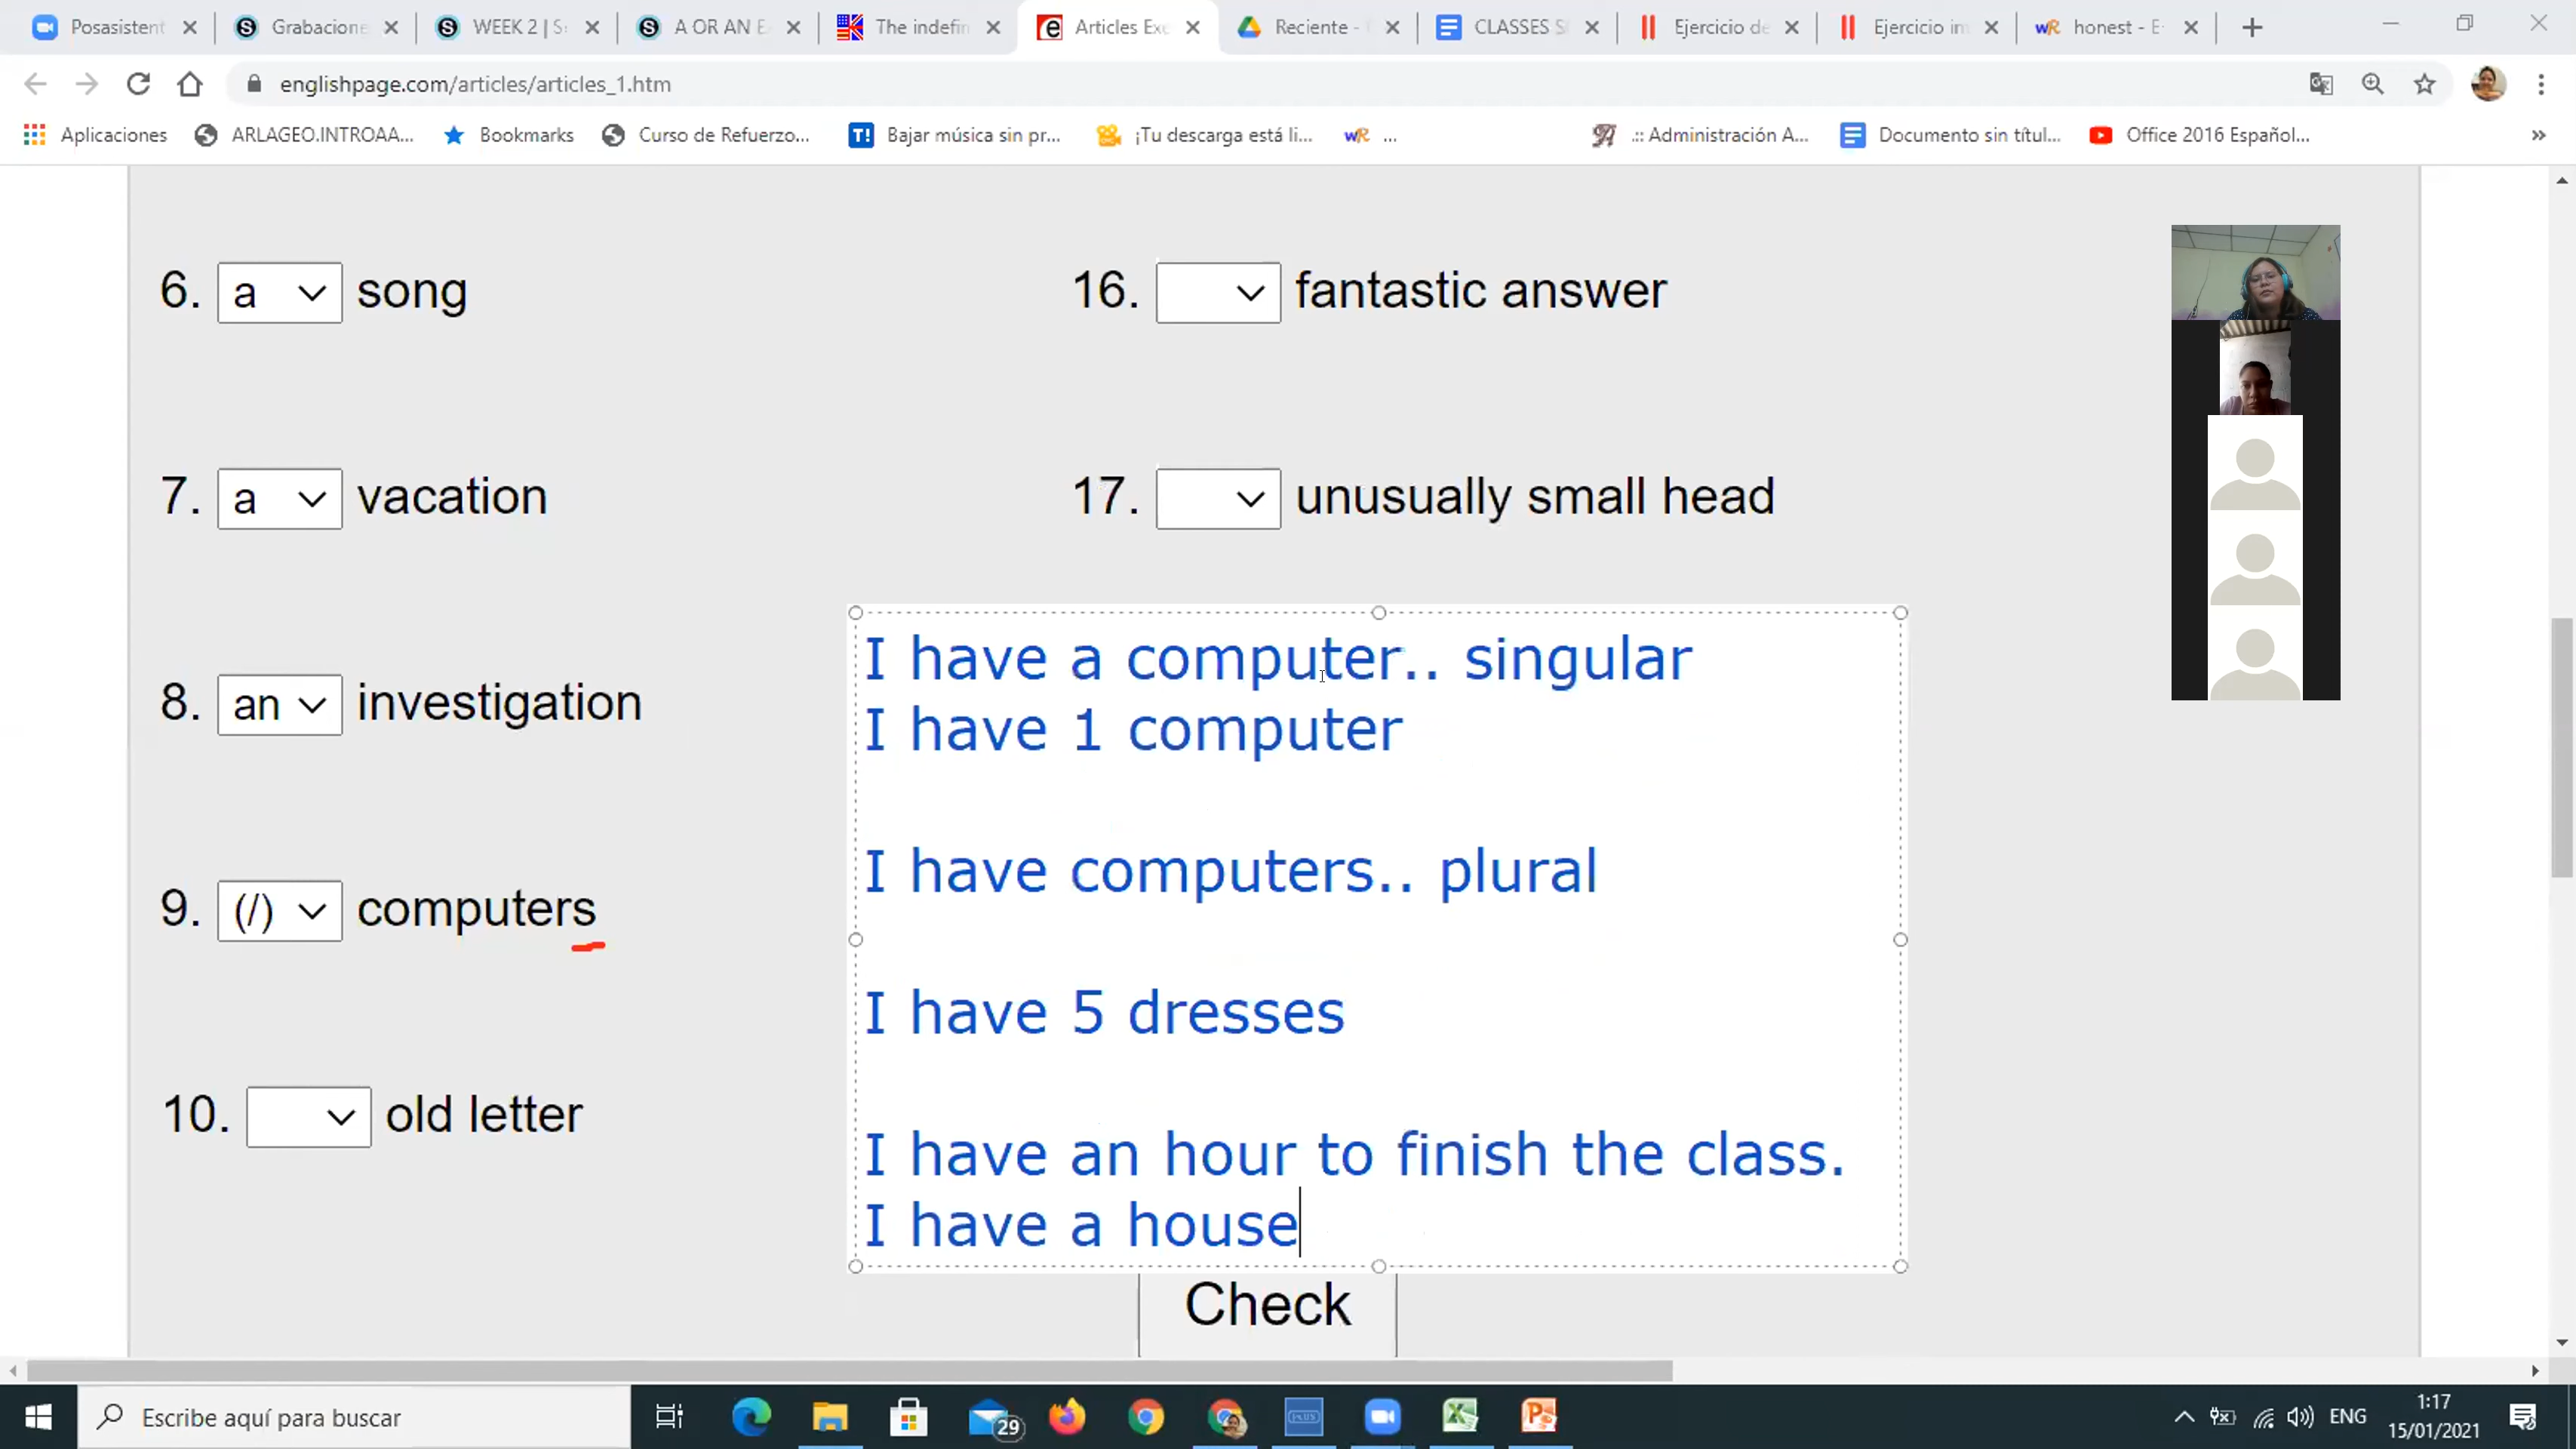 Posasistent
Grabacione
WEEK 2 | S
A OR AN E
The indefin
Articles Exe
Reciente -
CLASSES S
Ejercicio de
Ejercicio in
honest - E
englishpage.com/articles/articles_1.htm
Aplicaciones
ARLAGEO.INTROAA...
Bookmarks
Curso de Refuerzo...
Bajar música sin pr...
¡Tu descarga está li...
...
.:: Administración A...
Documento sin títul...
Office 2016 Español...
6. a song
16. fantastic answer
7. a vacation
17. unusually small head
8. an investigation
9. (/) computers
10. old letter
I have a computer.. singular
I have 1 computer
I have computers.. plural
I have 5 dresses
I have an hour to finish the class.
I have a house
Check
Escribe aquí para buscar
29
ENG
1:17
15/01/2021